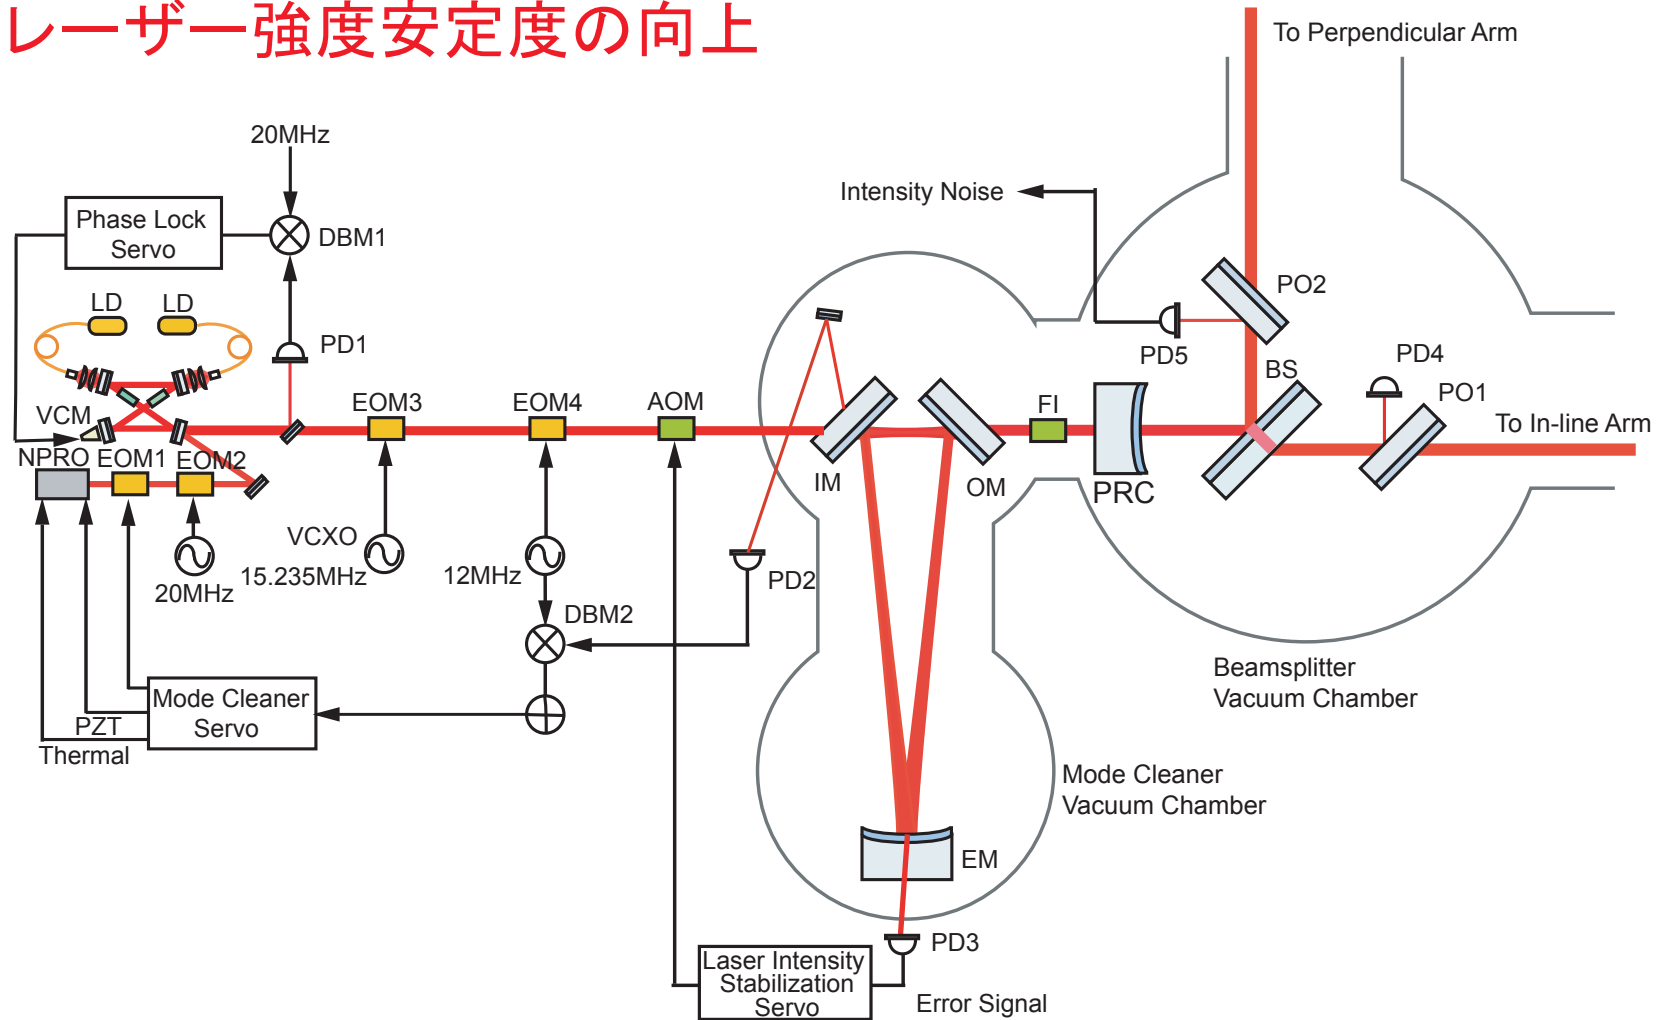 レーザー強度安定度の向上
To Perpendicular Arm
20MHz
Phase Lock
Servo
DBM1
Intensity Noise
PO2
LD
LD
PD1
PD5
PD4
BS
PO1
VCM
EOM3
EOM4
AOM
FI
To In-line Arm
NPRO
EOM1
EOM2
IM
OM
PRC
VCXO
15.235MHz
12MHz
20MHz
PD2
DBM2
Beamsplitter
Vacuum Chamber
Mode Cleaner
Servo
PZT
Thermal
Mode Cleaner
Vacuum Chamber
EM
PD3
Laser Intensity
Stabilization
Servo
Error Signal